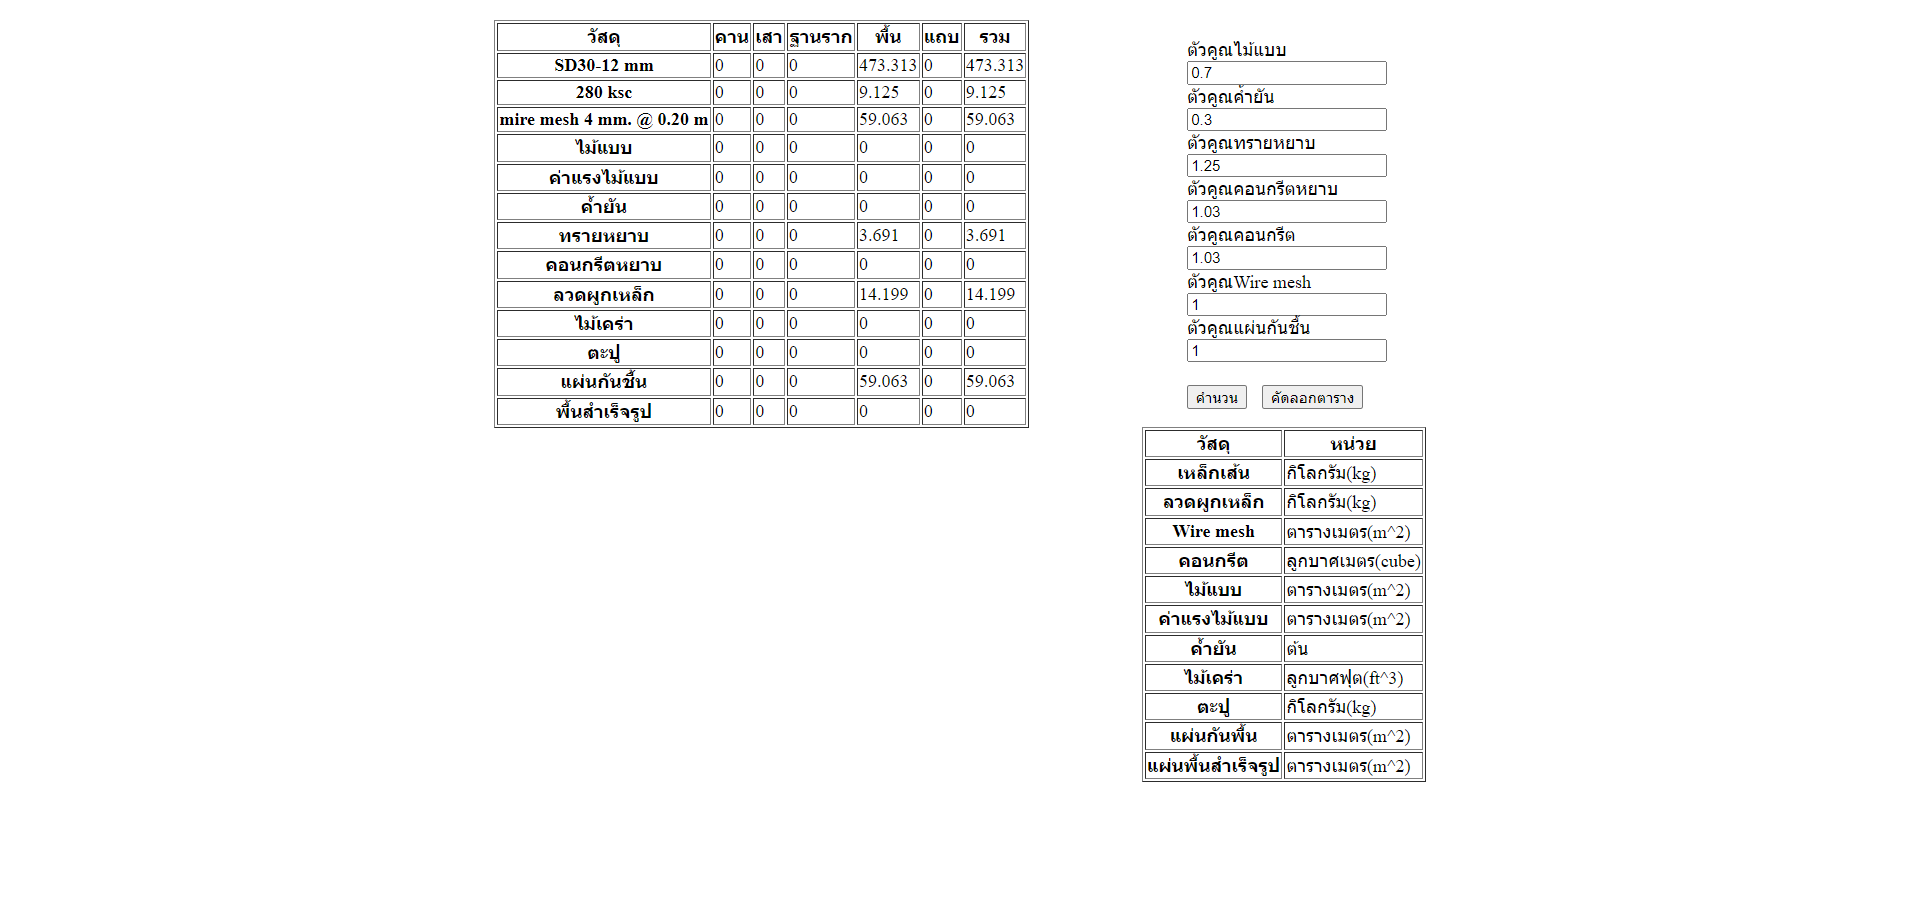 วัสดุ คาน เสา ฐานราก พื้น แถบ รวม
SD30-12 mm 0 0 0 473.313 0 473.313
280 ksc 0 0 0 9.125 0 9.125
mire mesh 4 mm. @ 0.20 m 0 0 0 59.063 0 59.063
ไม้แบบ 0 0 0 0 0 0
ค่าแรงไม้แบบ 0 0 0 0 0 0
ค้ำยัน 0 0 0 0 0 0
ทรายหยาบ 0 0 0 3.691 0 3.691
คอนกรีตหยาบ 0 0 0 0 0 0
ลวดผูกเหล็ก 0 0 0 14.199 0 14.199
ไม้เคร่า 0 0 0 0 0 0
ตะปู 0 0 0 0 0 0
แผ่นกันชื้น 0 0 0 59.063 0 59.063
พื้นสำเร็จรูป 0 0 0 0 0 0
ตัวคูณไม้แบบ
0.7
ตัวคูณค้ำยัน
0.3
ตัวคูณทรายหยาบ
1.25
ตัวคูณคอนกรีตหยาบ
1.03
ตัวคูณคอนกรีต
1.03
ตัวคูณWire mesh
1
ตัวคูณแผ่นกันชื้น
1
คำนวน คัดลอกตาราง
วัสดุ หน่วย
เหล็กเส้น กิโลกรัม(kg)
ลวดผูกเหล็ก กิโลกรัม(kg)
Wire mesh ตารางเมตร(m^2)
คอนกรีต ลูกบาศเมตร(cube)
ไม้แบบ ตารางเมตร(m^2)
ค่าแรงไม้แบบ ตารางเมตร(m^2)
ค้ำยัน ต้น
ไม้เคร่า ลูกบาศฟุต(ft^3)
ตะปู กิโลกรัม(kg)
แผ่นกันพื้น ตารางเมตร(m^2)
แผ่นพื้นสำเร็จรูป ตารางเมตร(m^2)